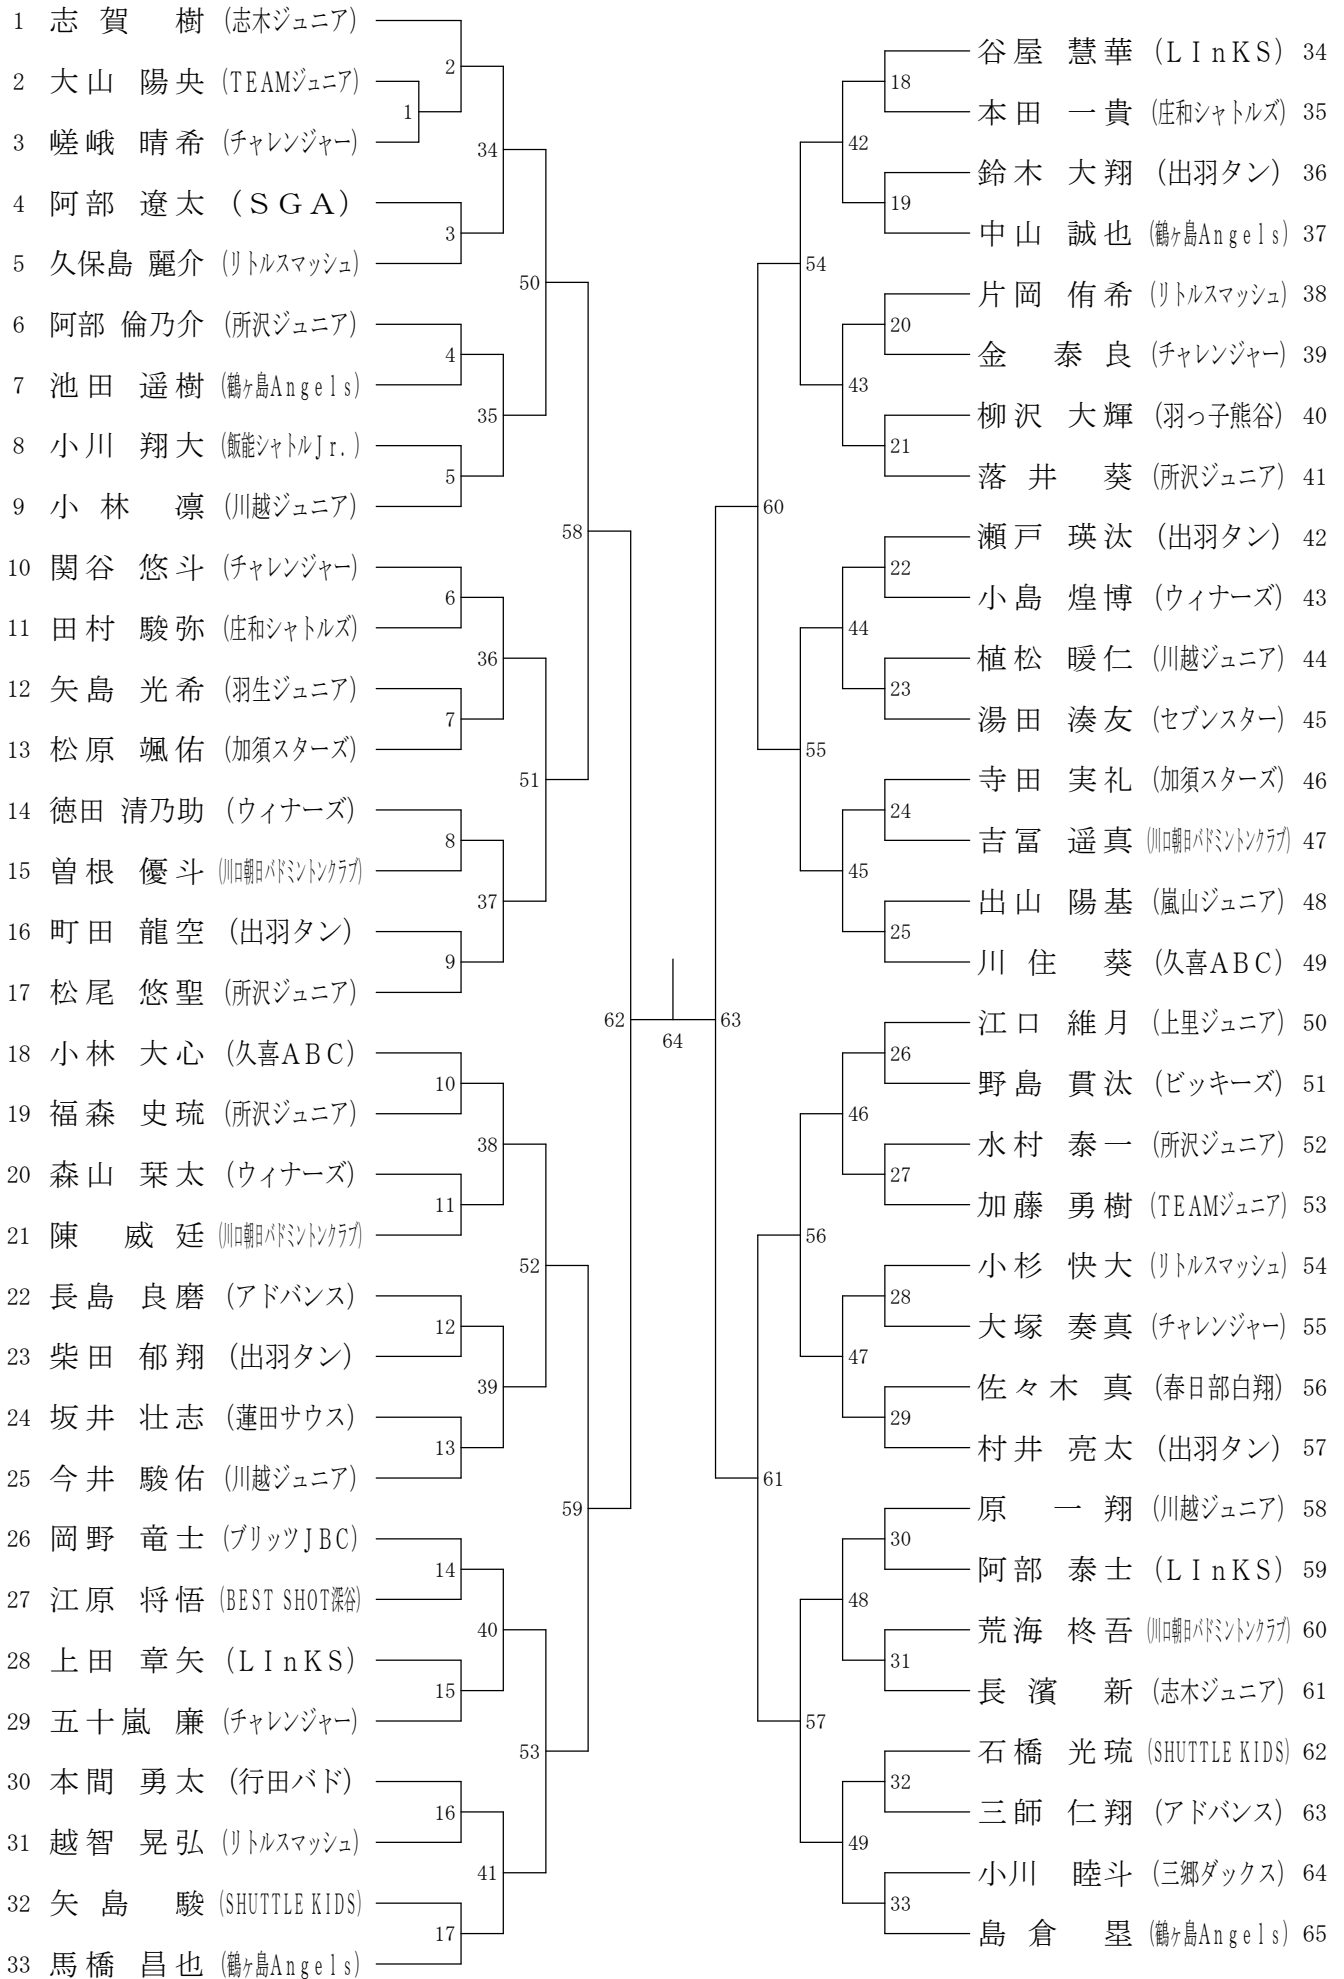 1 志賀 樹 (志木ジュニア)
2 大山 陽央 (TEAMジュニア)
3 嵯峨 晴希 (チャレンジャー)
4 阿部 遼太 (SGA)
5 久保島 麗介 (リトルスマッシュ)
6 阿部 倫乃介 (所沢ジュニア)
7 池田 遥樹 (鶴ヶ島Angels)
8 小川 翔大 (飯能シャトルJr.)
9 小林 凛 (川越ジュニア)
10 関谷 悠斗 (チャレンジャー)
11 田村 駿弥 (庄和シャトルズ)
12 矢島 光希 (羽生ジュニア)
13 松原 颯佑 (加須スターズ)
14 徳田 清乃助 (ウィナーズ)
15 曽根 優斗 (川口朝日バドミントンクラブ)
16 町田 龍空 (出羽タン)
17 松尾 悠聖 (所沢ジュニア)
18 小林 大心 (久喜ABC)
19 福森 史琉 (所沢ジュニア)
20 森山 栞太 (ウィナーズ)
21 陳 威廷 (川口朝日バドミントンクラブ)
22 長島 良磨 (アドバンス)
23 柴田 郁翔 (出羽タン)
24 坂井 壮志 (蓮田サウス)
25 今井 駿佑 (川越ジュニア)
26 岡野 竜士 (ブリッツJBC)
27 江原 将悟 (BEST SHOT深谷)
28 上田 章矢 (LInKS)
29 五十嵐 廉 (チャレンジャー)
30 本間 勇太 (行田バド)
31 越智 晃弘 (リトルスマッシュ)
32 矢島 駿 (SHUTTLE KIDS)
33 馬橋 昌也 (鶴ヶ島Angels)
1
2
3
4
5
6
7
8
9
10
11
12
13
14
15
16
17
34
35
36
37
38
39
40
41
50
51
52
53
58
59
62
64
63
60
61
54
55
56
57
42
43
44
45
46
47
48
49
18
19
20
21
22
23
24
25
26
27
28
29
30
31
32
33
谷屋 慧華 (LInKS) 34
本田 一貴 (庄和シャトルズ) 35
鈴木 大翔 (出羽タン) 36
中山 誠也 (鶴ヶ島Angels) 37
片岡 侑希 (リトルスマッシュ) 38
金 泰良 (チャレンジャー) 39
柳沢 大輝 (羽っ子熊谷) 40
落井 葵 (所沢ジュニア) 41
瀬戸 瑛汰 (出羽タン) 42
小島 煌博 (ウィナーズ) 43
植松 暖仁 (川越ジュニア) 44
湯田 湊友 (セブンスター) 45
寺田 実礼 (加須スターズ) 46
吉冨 遥真 (川口朝日バドミントンクラブ) 47
出山 陽基 (嵐山ジュニア) 48
川住 葵 (久喜ABC) 49
江口 維月 (上里ジュニア) 50
野島 貫汰 (ビッキーズ) 51
水村 泰一 (所沢ジュニア) 52
加藤 勇樹 (TEAMジュニア) 53
小杉 快大 (リトルスマッシュ) 54
大塚 奏真 (チャレンジャー) 55
佐々木 真 (春日部白翔) 56
村井 亮太 (出羽タン) 57
原 一翔 (川越ジュニア) 58
阿部 泰士 (LInKS) 59
荒海 柊吾 (川口朝日バドミントンクラブ) 60
長濱 新 (志木ジュニア) 61
石橋 光琉 (SHUTTLE KIDS) 62
三師 仁翔 (アドバンス) 63
小川 睦斗 (三郷ダックス) 64
島倉 塁 (鶴ヶ島Angels) 65